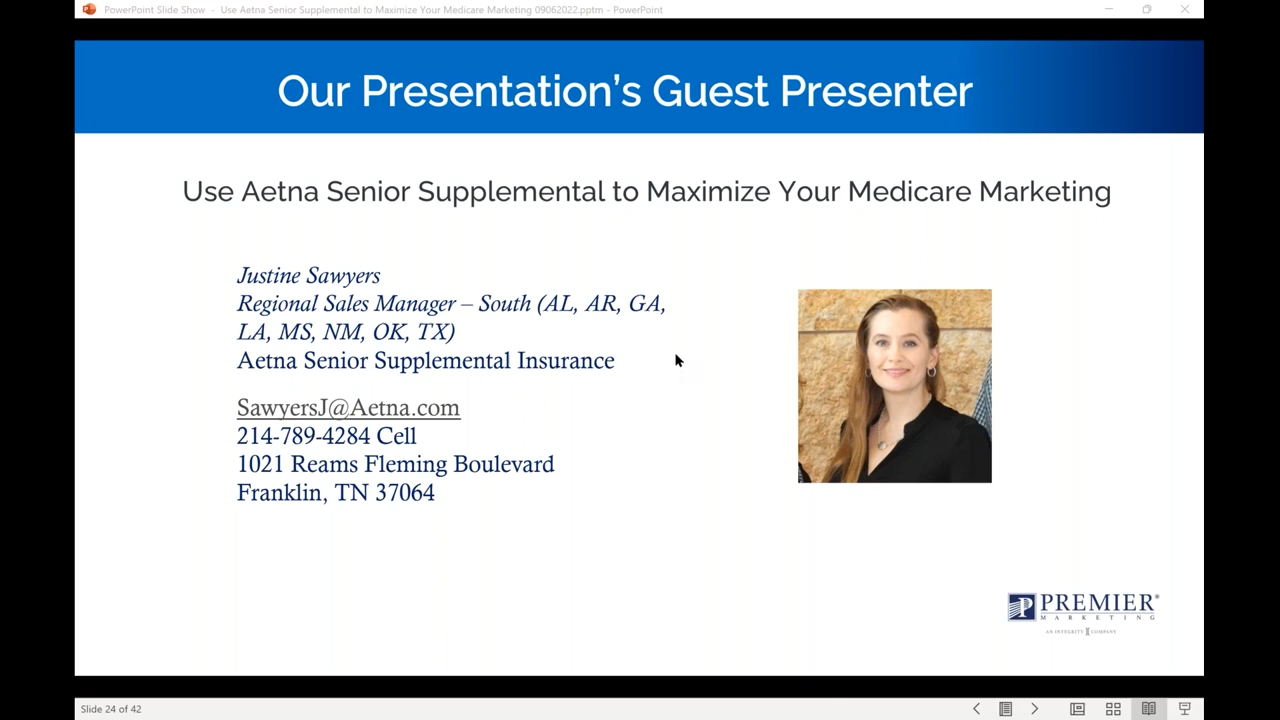 PowerPoint Slide Show - Use Aetna Senior Supplemental to Maximize Your Medicare Marketing 09062022.pptm - PowerPoint
Our Presentation's Guest Presenter
Use Aetna Senior Supplemental to Maximize Your Medicare Marketing
Justine Sawyers
Regional Sales Manager – South (AL, AR, GA,
LA, MS, NM, OK, TX)
Aetna Senior Supplemental Insurance
SawyersJ@Aetna.com
214-789-4284 Cell
1021 Reams Fleming Boulevard
Franklin, TN 37064
PREMIER®
MARKETING
AN INTEGRITY COMPANY
Slide 24 of 42